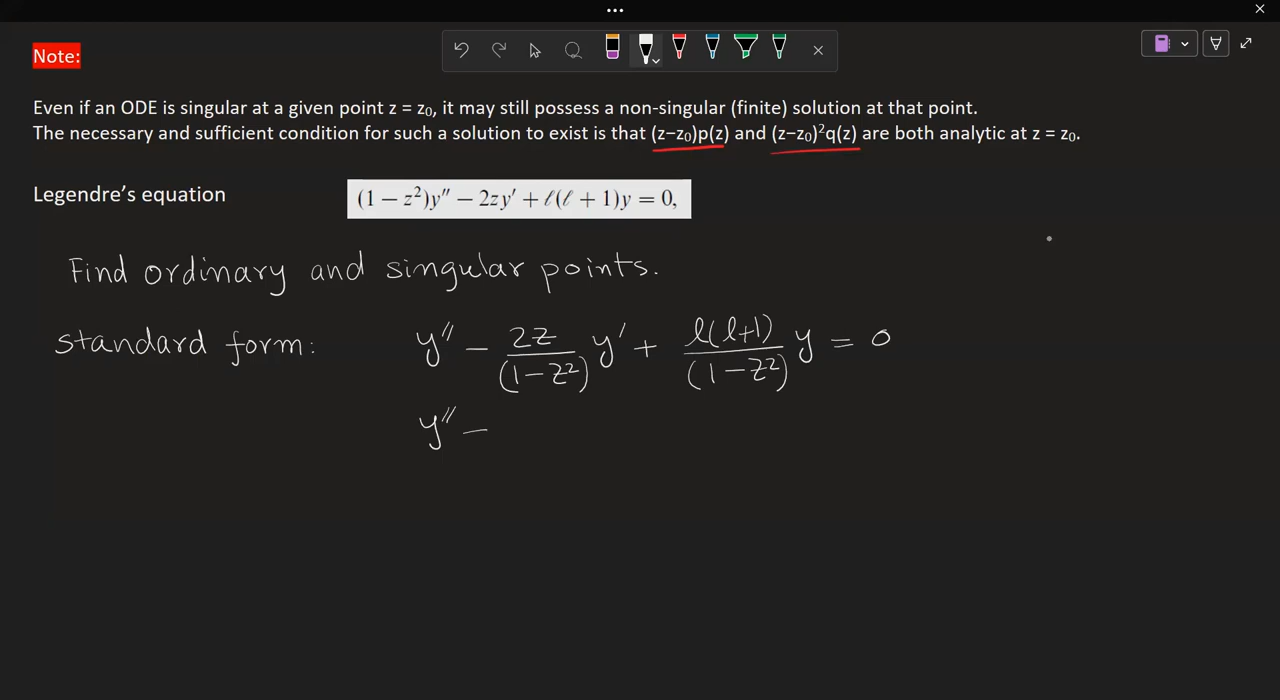 Note:
Even if an ODE is singular at a given point z = z₀, it may still possess a non-singular (finite) solution at that point.
The necessary and sufficient condition for such a solution to exist is that (z−z₀)p(z) and (z−z₀)²q(z) are both analytic at z = z₀.
Legendre's equation (1 − z²)y″ − 2zy′ + ℓ(ℓ + 1)y = 0,
Find ordinary and singular points.
standard form: y″ − 2z/(1−z²) y′ + l(l+1)/(1−z²) y = 0
y″ −